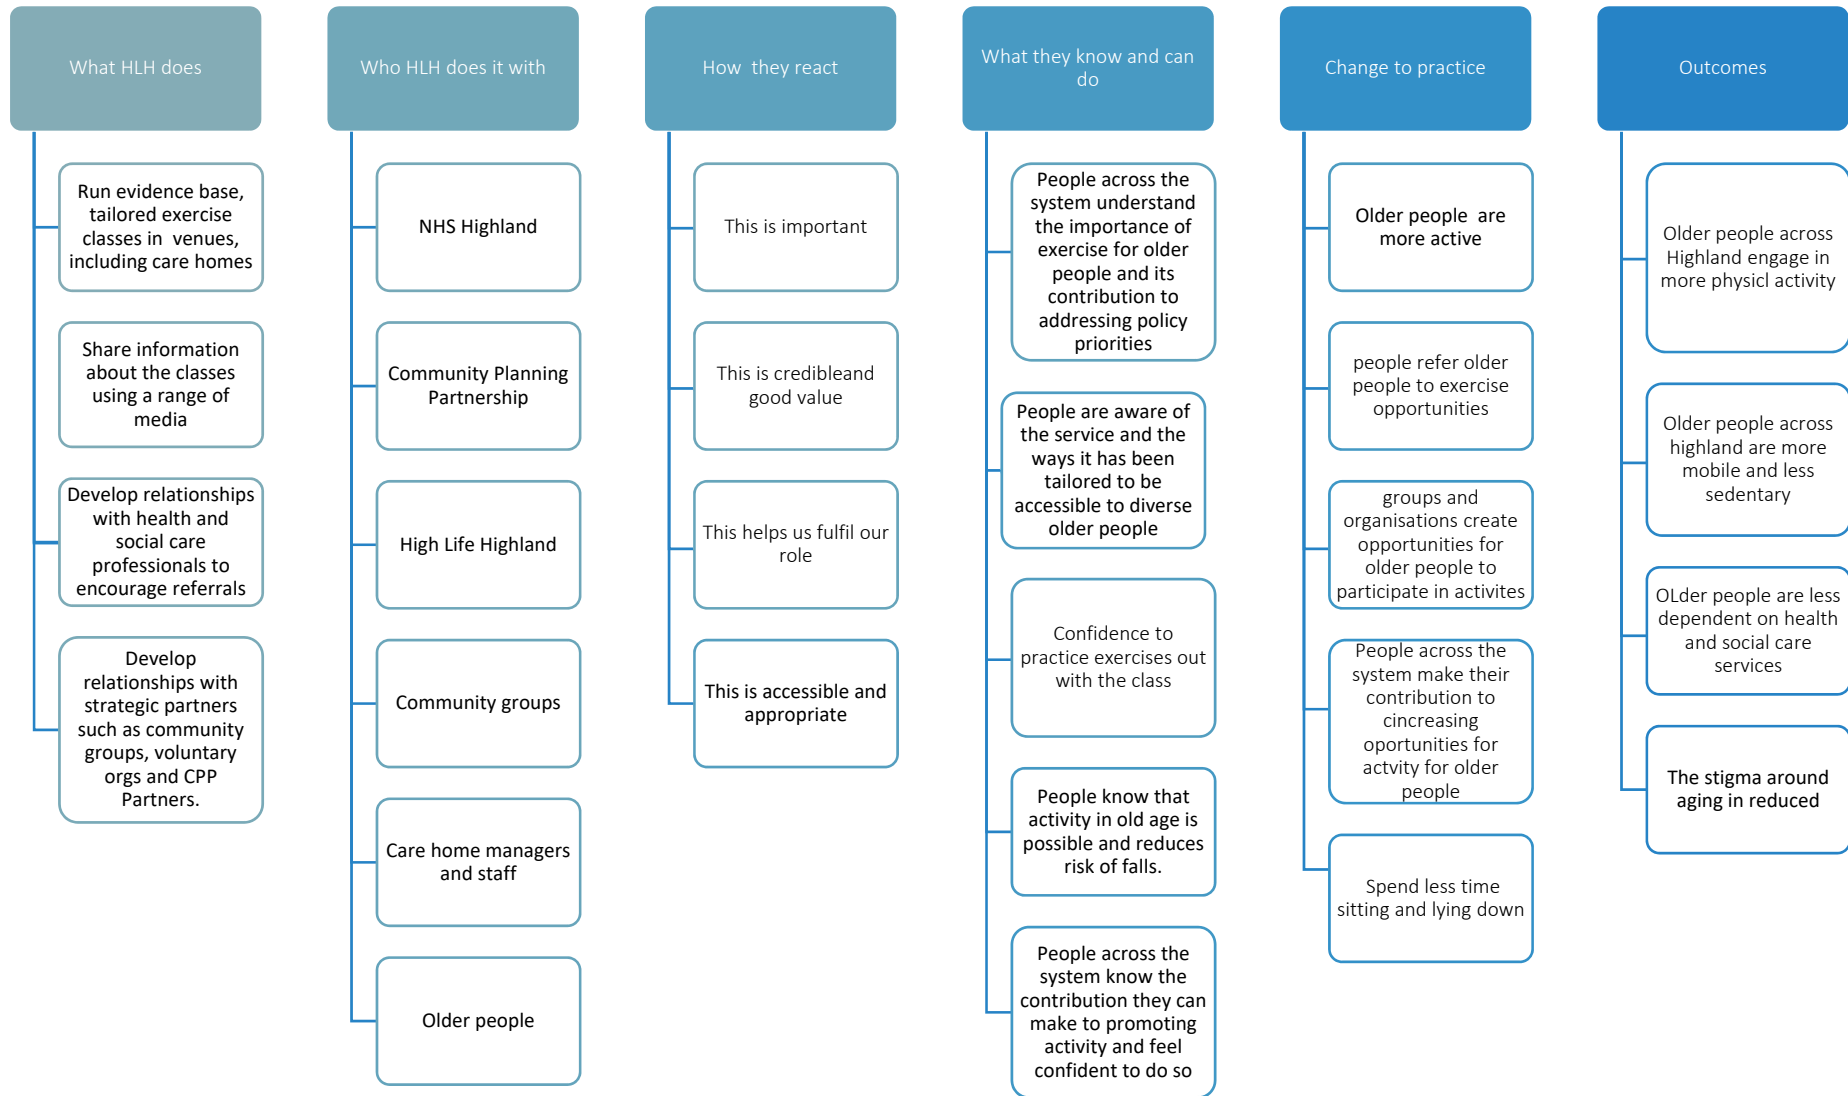 What HLH does
Run evidence base,
tailored exercise
classes in venues,
including care homes
Share information
about the classes
using a range of
media
Develop relationships
with health and
social care
professionals to
encourage referrals
Develop
relationships with
strategic partners
such as community
groups, voluntary
orgs and CPP
Partners.
Who HLH does it with
NHS Highland
Community Planning
Partnership
High Life Highland
Community groups
Care home managers
and staff
Older people
How they react
This is important
This is credibleand
good value
This helps us fulfil our
role
This is accessible and
appropriate
What they know and can
do
People across the
system understand
the importance of
exercise for older
people and its
contribution to
addressing policy
priorities
People are aware of
the service and the
ways it has been
tailored to be
accessible to diverse
older people
Confidence to
practice exercises out
with the class
People know that
activity in old age is
possible and reduces
risk of falls.
People across the
system know the
contribution they can
make to promoting
activity and feel
confident to do so
Change to practice
Older people are
more active
people refer older
people to exercise
opportunities
groups and
organisations create
opportunities for
older people to
participate in activites
People across the
system make their
contribution to
cincreasing
oportunities for
actvity for older
people
Spend less time
sitting and lying down
Outcomes
Older people across
Highland engage in
more physicl activity
Older people across
highland are more
mobile and less
sedentary
OLder people are less
dependent on health
and social care
services
The stigma around
aging in reduced